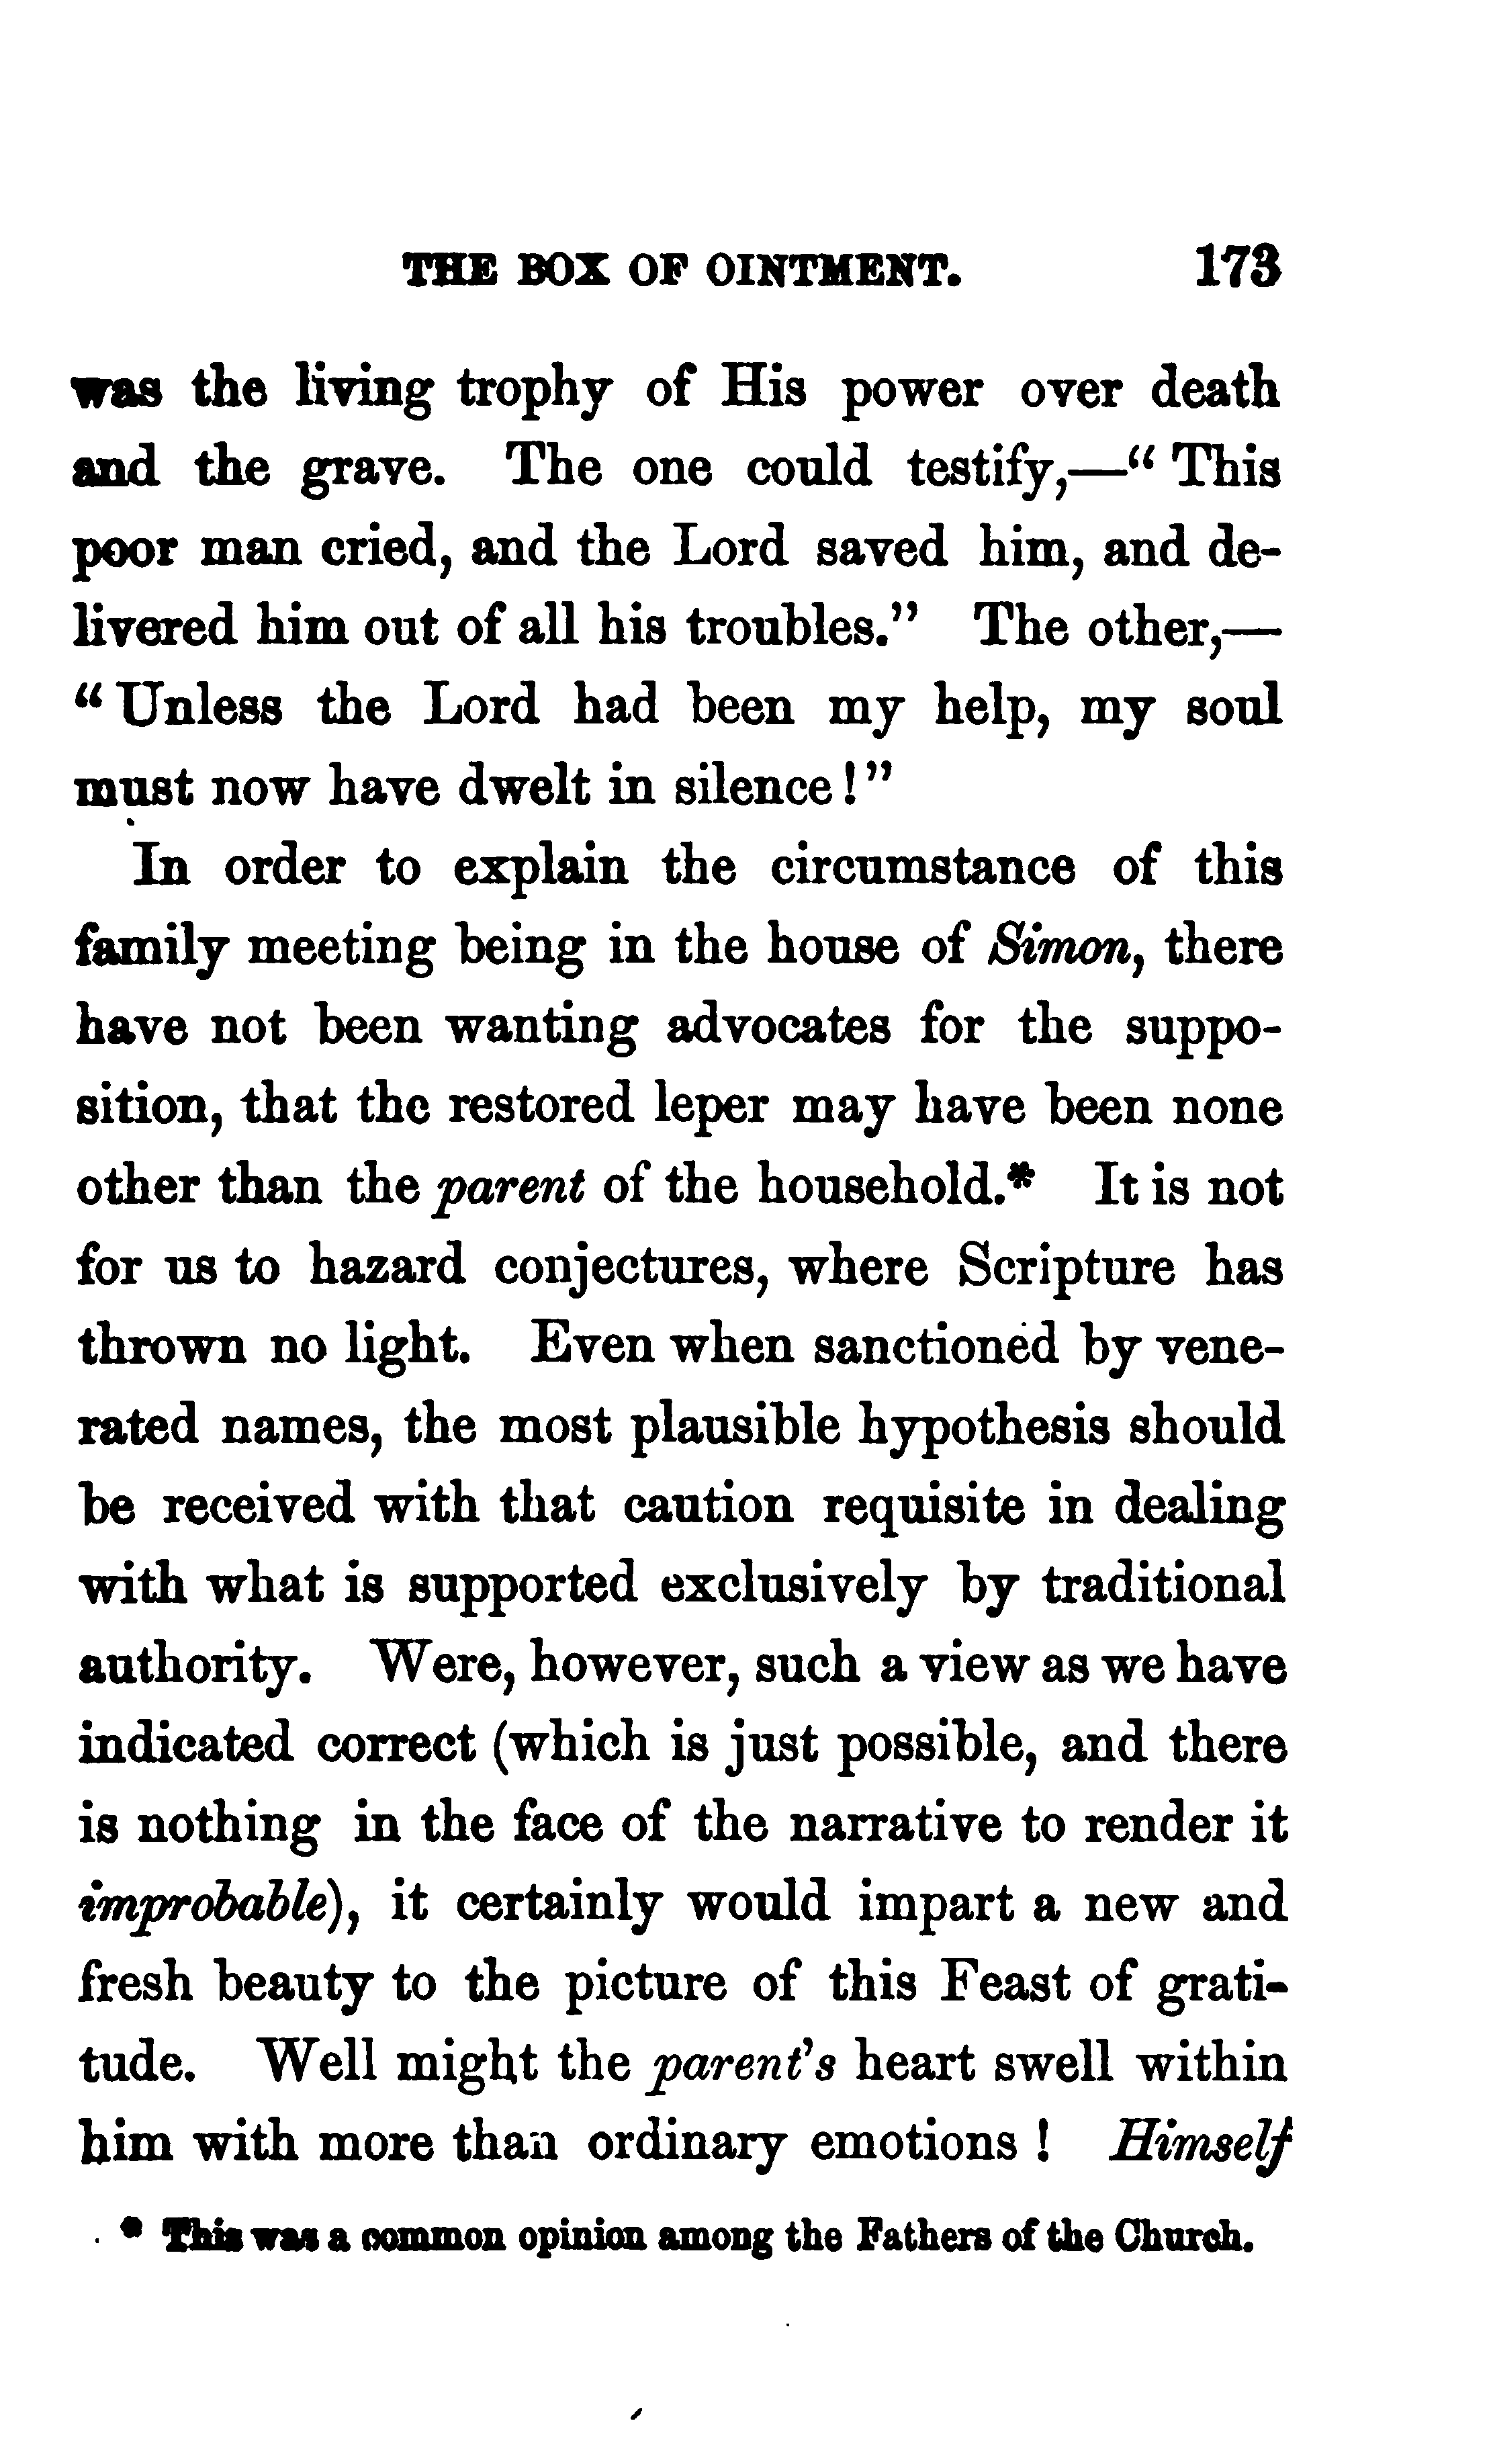 THE BOX OF OINTMENT. 173
was the living trophy of His power over death
and the grave. The one could testify,—“ This
poor man cried, and the Lord saved him, and de-
livered him out of all his troubles.” The other,—
“ Unless the Lord had been my help, my soul
must now have dwelt in silence !”
In order to explain the circumstance of this
family meeting being in the house of Simon, there
have not been wanting advocates for the suppo-
sition, that the restored leper may have been none
other than the parent of the household.* It is not
for us to hazard conjectures, where Scripture has
thrown no light. Even when sanctioned by vene-
rated names, the most plausible hypothesis should
be received with that caution requisite in dealing
with what is supported exclusively by traditional
authority. Were, however, such a view as we have
indicated correct (which is just possible, and there
is nothing in the face of the narrative to render it
improbable), it certainly would impart a new and
fresh beauty to the picture of this Feast of grati-
tude. Well might the parent’s heart swell within
him with more than ordinary emotions ! Himself
* This was a common opinion among the Fathers of the Church.